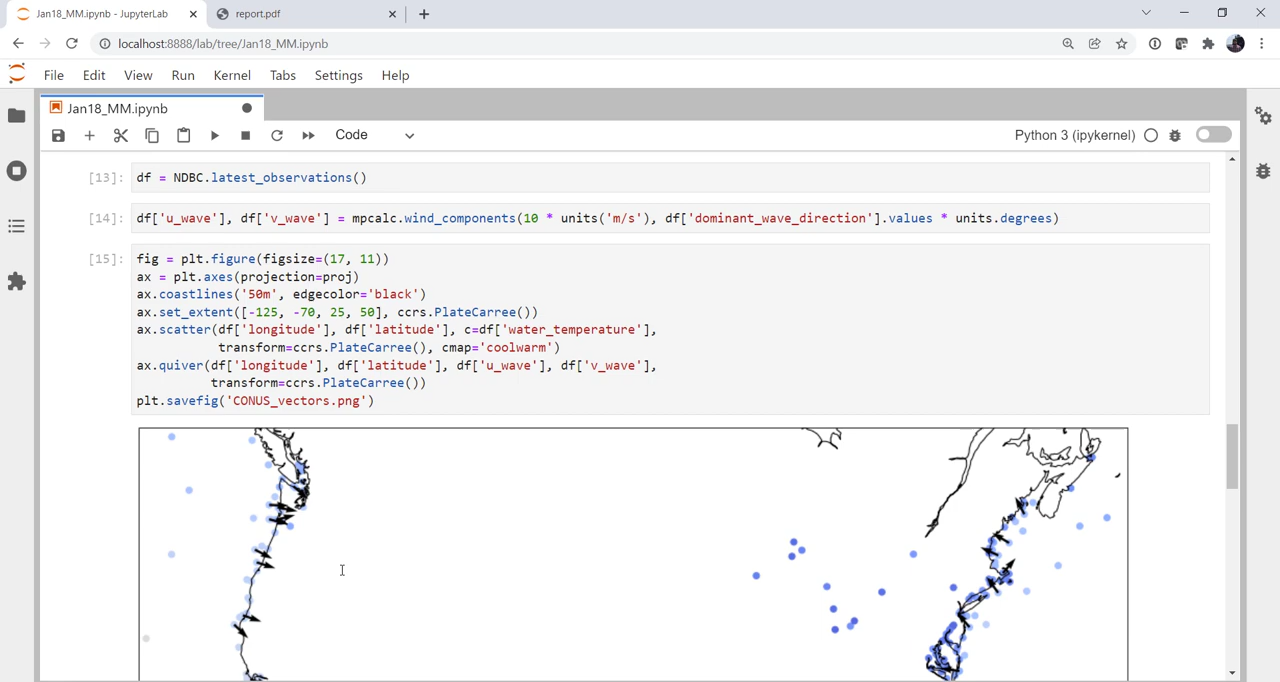 Jan18_MM.ipynb - JupyterLab
report.pdf
localhost:8888/lab/tree/Jan18_MM.ipynb
File Edit View Run Kernel Tabs Settings Help
Jan18_MM.ipynb
Code
Python 3 (ipykernel)
[13]: df = NDBC.latest_observations()
[14]: df['u_wave'], df['v_wave'] = mpcalc.wind_components(10 * units('m/s'), df['dominant_wave_direction'].values * units.degrees)
[15]: fig = plt.figure(figsize=(17, 11))
ax = plt.axes(projection=proj)
ax.coastlines('50m', edgecolor='black')
ax.set_extent([-125, -70, 25, 50], ccrs.PlateCarree())
ax.scatter(df['longitude'], df['latitude'], c=df['water_temperature'],
transform=ccrs.PlateCarree(), cmap='coolwarm')
ax.quiver(df['longitude'], df['latitude'], df['u_wave'], df['v_wave'],
transform=ccrs.PlateCarree())
plt.savefig('CONUS_vectors.png')